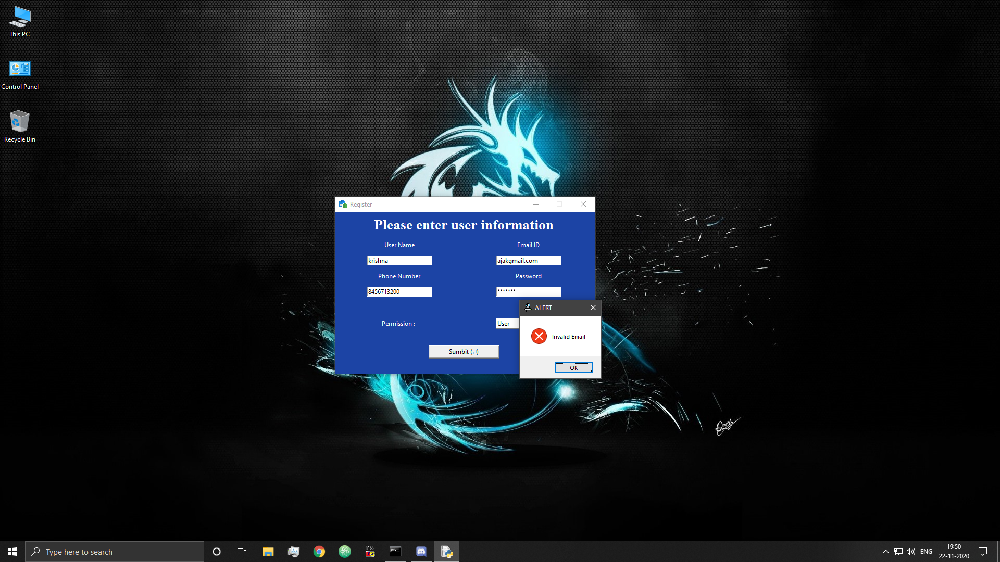 This PC
Control Panel
Recycle Bin
Register
Please enter user information
User Name
Email ID
krishna
ajakgmail.com
Phone Number
Password
8456713200
*******
ALERT
Permission :
User
Invalid Email
Sumbit (↵)
OK
Type here to search
ENG
19:50
22-11-2020